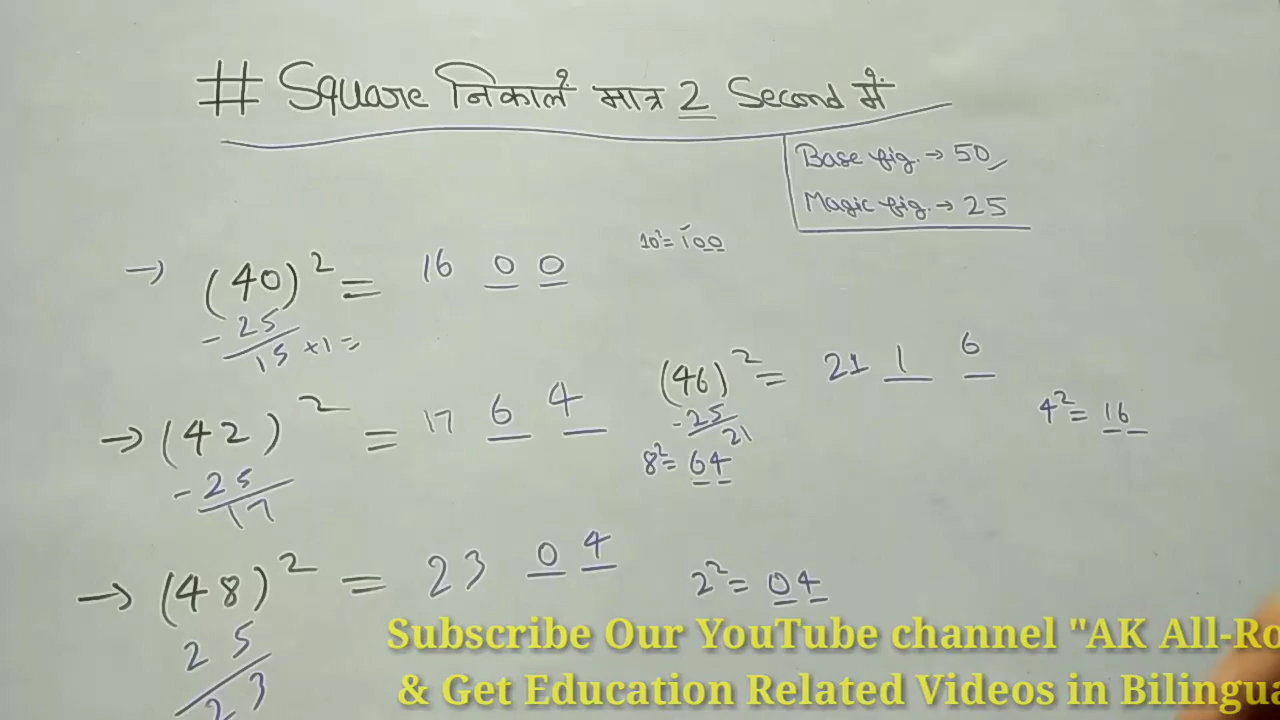 # Square निकालें मात्र 2 Second में
Base fig. → 50
Magic fig. → 25
10² = 100
→ (40)² = 16 0 0
- 25
15 × 1 =
(46)² = 21 1 6
- 25
21
4² = 16
→ (42)² = 17 6 4
- 25
17
8² = 64
→ (48)² = 23 0 4
25
23
2² = 04
Subscribe Our YouTube channel "AK All-Ro
& Get Education Related Videos in Bilingua